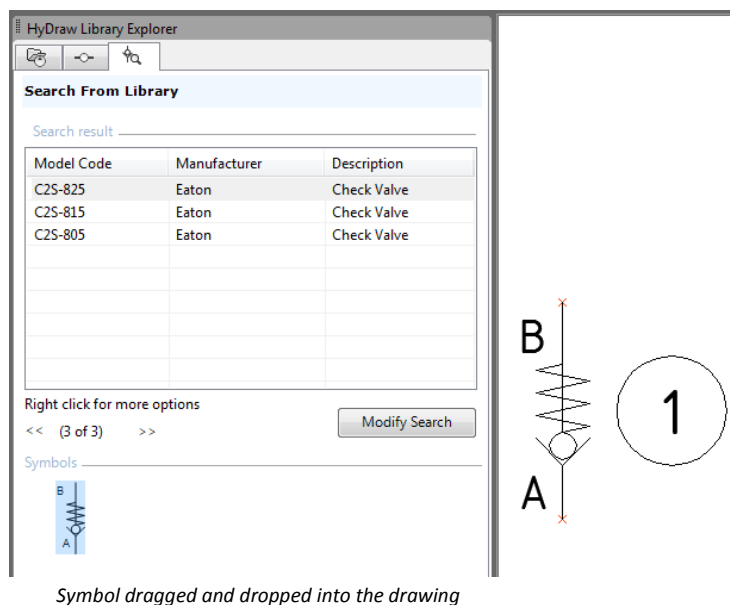 HyDraw Library Explorer
Search From Library
Search result
Model Code Manufacturer Description
C2S-825 Eaton Check Valve
C2S-815 Eaton Check Valve
C2S-805 Eaton Check Valve
Right click for more options
<< (3 of 3) >>
Modify Search
Symbols
B
A
B
1
A
Symbol dragged and dropped into the drawing